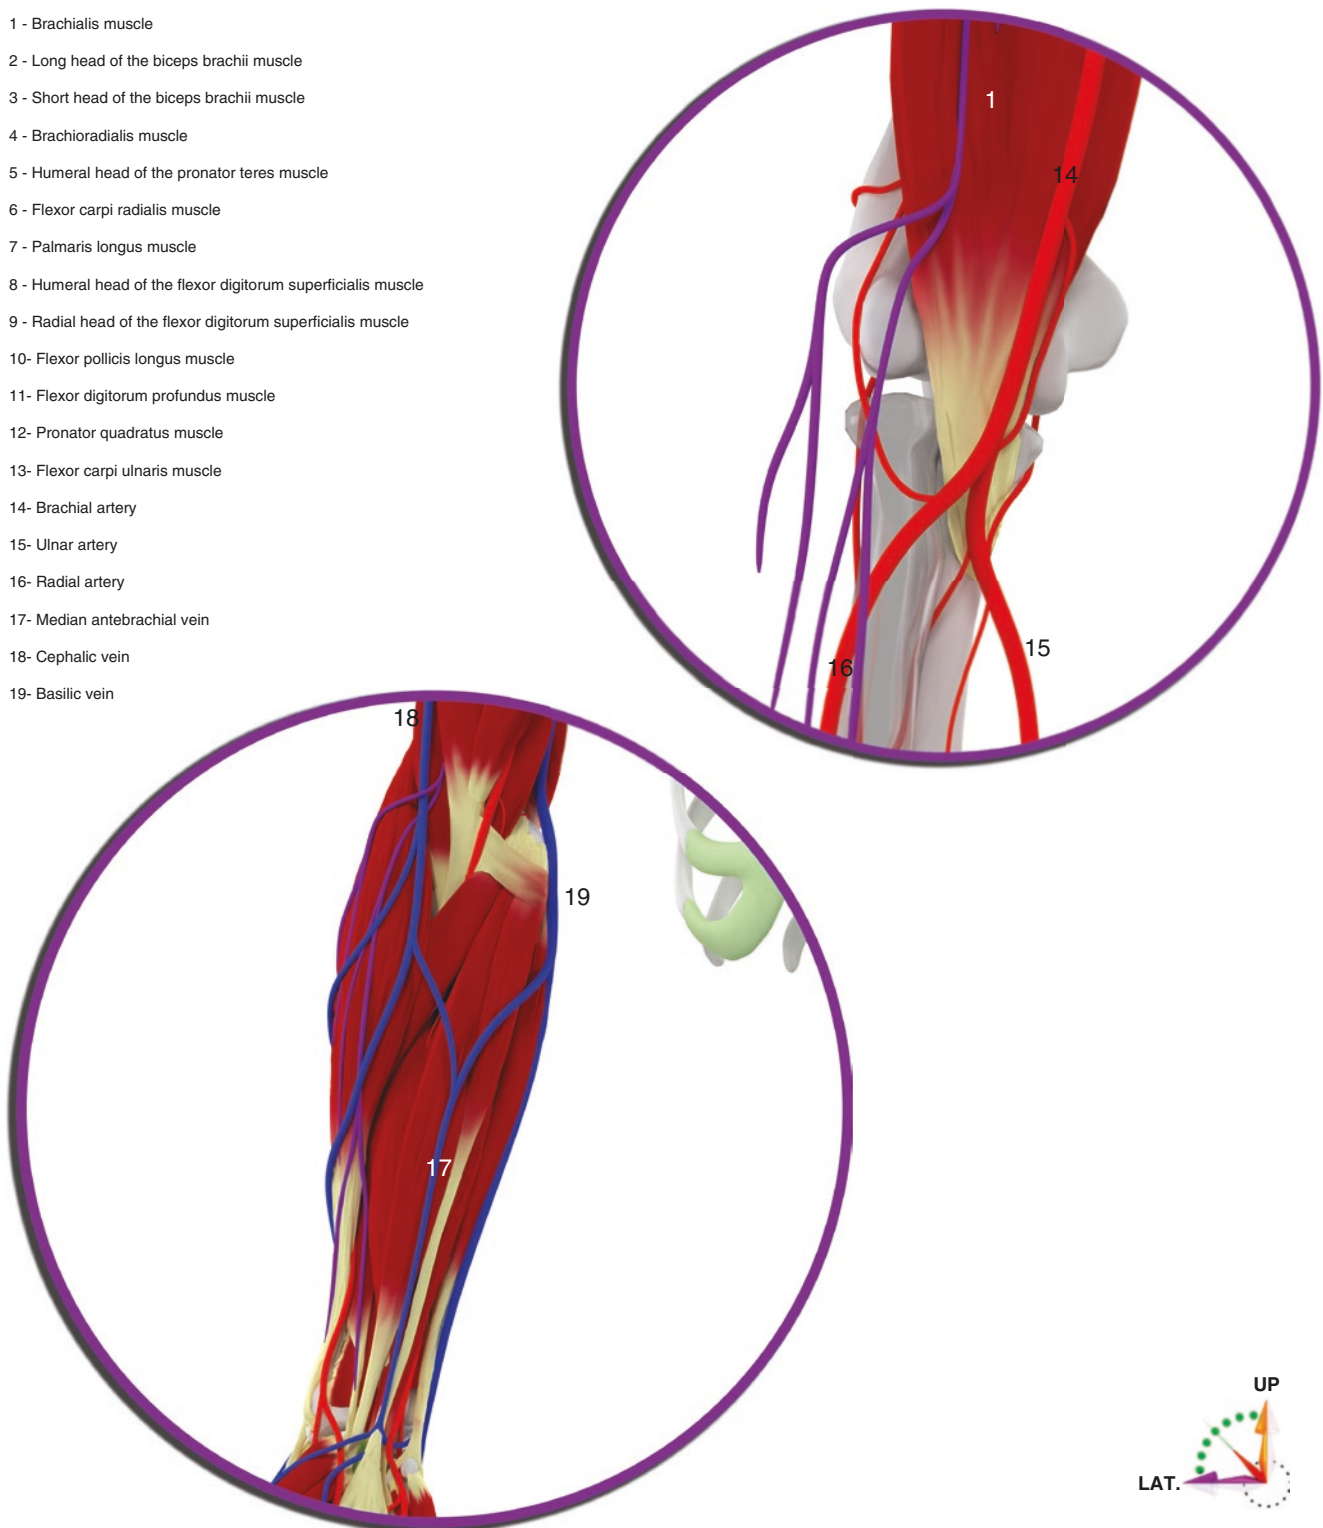 1 - Brachialis muscle
2 - Long head of the biceps brachii muscle
3 - Short head of the biceps brachii muscle
4 - Brachioradialis muscle
5 - Humeral head of the pronator teres muscle
6 - Flexor carpi radialis muscle
7 - Palmaris longus muscle
8 - Humeral head of the flexor digitorum superficialis muscle
9 - Radial head of the flexor digitorum superficialis muscle
10- Flexor pollicis longus muscle
11- Flexor digitorum profundus muscle
12- Pronator quadratus muscle
13- Flexor carpi ulnaris muscle
14- Brachial artery
15- Ulnar artery
16- Radial artery
17- Median antebrachial vein
18- Cephalic vein
19- Basilic vein
1
14
15
16
18
19
17
UP
LAT.